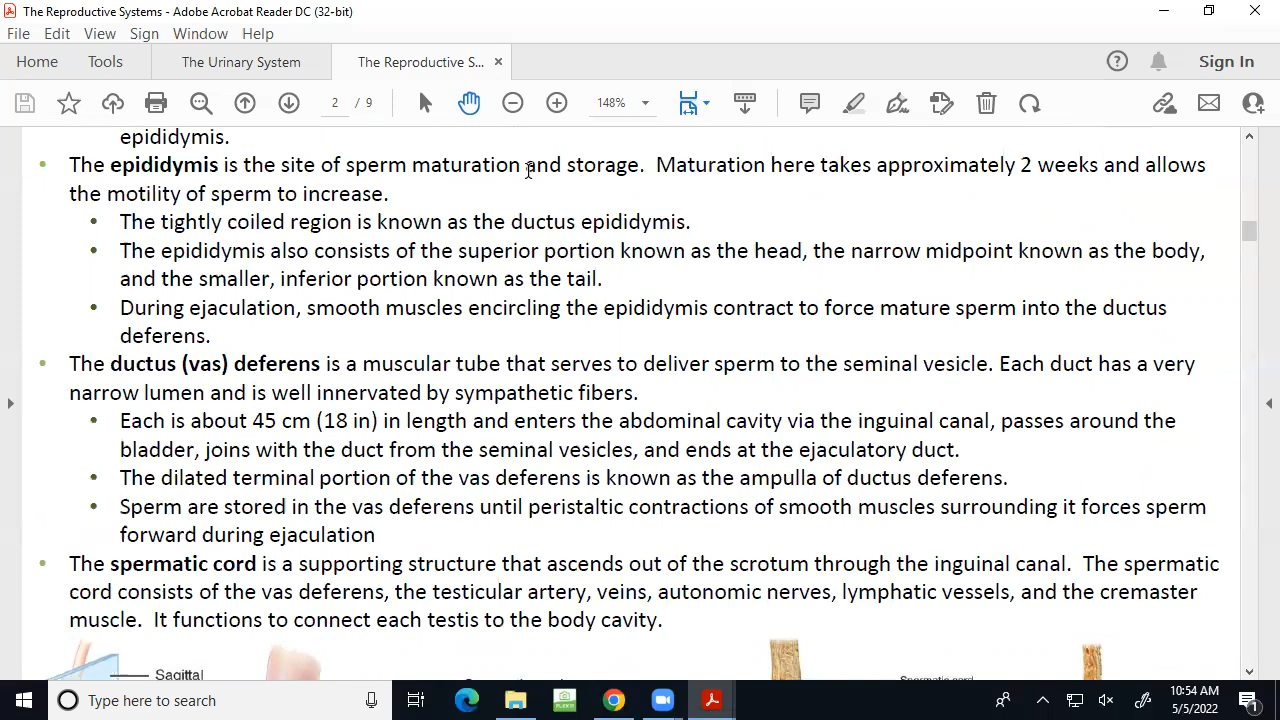 The Reproductive Systems - Adobe Acrobat Reader DC (32-bit)
File Edit View Sign Window Help
Home Tools The Urinary System The Reproductive S... × Sign In
2 / 9 148%
epididymis.
• The epididymis is the site of sperm maturation and storage. Maturation here takes approximately 2 weeks and allows
the motility of sperm to increase.
• The tightly coiled region is known as the ductus epididymis.
• The epididymis also consists of the superior portion known as the head, the narrow midpoint known as the body,
and the smaller, inferior portion known as the tail.
• During ejaculation, smooth muscles encircling the epididymis contract to force mature sperm into the ductus
deferens.
• The ductus (vas) deferens is a muscular tube that serves to deliver sperm to the seminal vesicle. Each duct has a very
narrow lumen and is well innervated by sympathetic fibers.
• Each is about 45 cm (18 in) in length and enters the abdominal cavity via the inguinal canal, passes around the
bladder, joins with the duct from the seminal vesicles, and ends at the ejaculatory duct.
• The dilated terminal portion of the vas deferens is known as the ampulla of ductus deferens.
• Sperm are stored in the vas deferens until peristaltic contractions of smooth muscles surrounding it forces sperm
forward during ejaculation
• The spermatic cord is a supporting structure that ascends out of the scrotum through the inguinal canal. The spermatic
cord consists of the vas deferens, the testicular artery, veins, autonomic nerves, lymphatic vessels, and the cremaster
muscle. It functions to connect each testis to the body cavity.
Sagittal
Type here to search
10:54 AM
5/5/2022
1